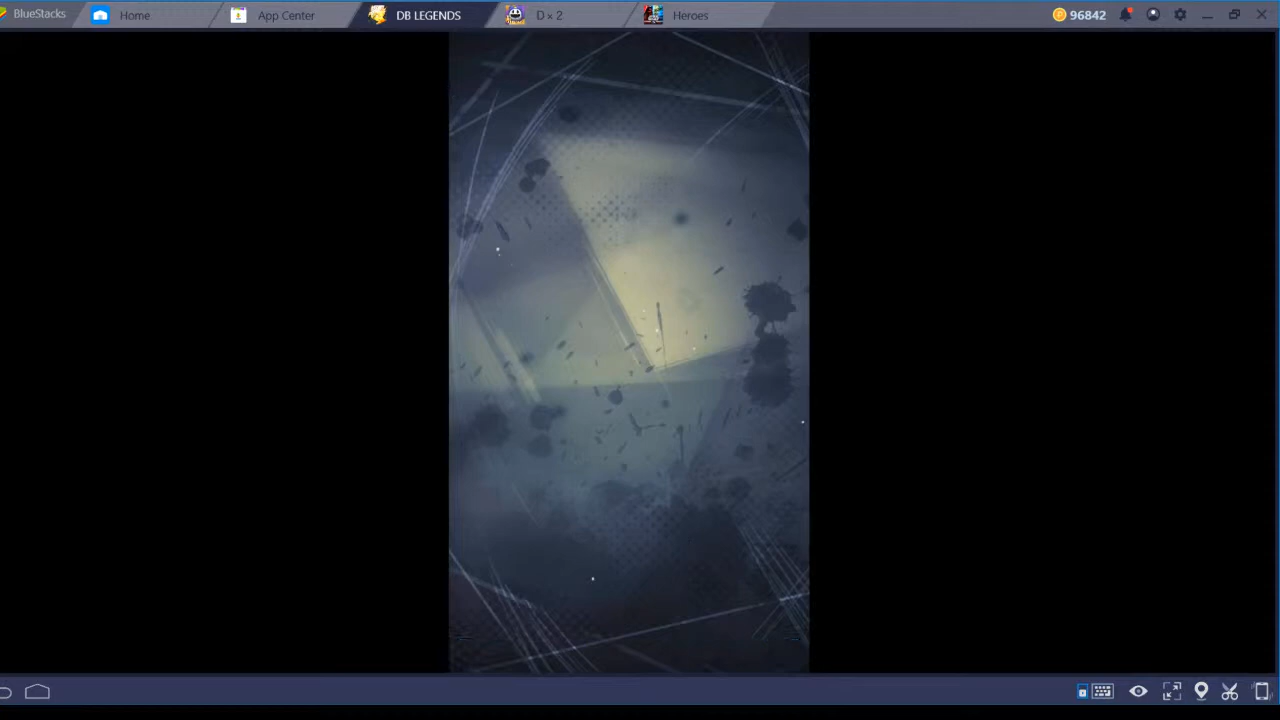 BlueStacks
Home
App Center
DB LEGENDS
D × 2
Heroes
96842